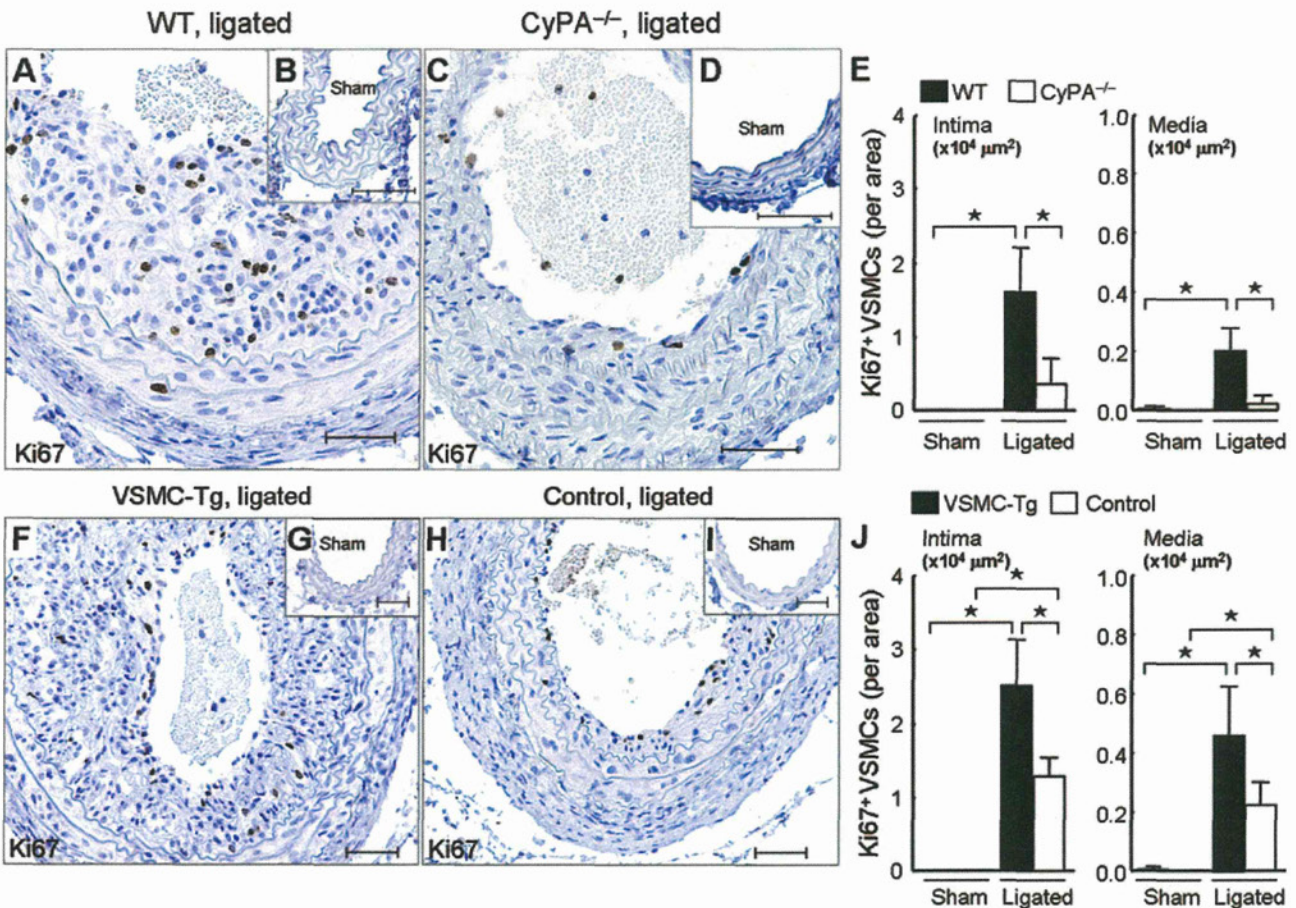 WT, ligated
CyPA–/–, ligated
A
B
Sham
Ki67
C
D
Sham
Ki67
E
WT
CyPA–/–
Ki67+ VSMCs (per area)
Intima
(x10⁴ μm²)
4
3
2
1
0
★
★
Sham
Ligated
Media
(x10⁴ μm²)
1.0
0.8
0.6
0.4
0.2
0.0
★
★
Sham
Ligated
VSMC-Tg, ligated
Control, ligated
F
G
Sham
Ki67
H
I
Sham
Ki67
J
VSMC-Tg
Control
Ki67+ VSMCs (per area)
Intima
(x10⁴ μm²)
4
3
2
1
0
★
★
★
Sham
Ligated
Media
(x10⁴ μm²)
1.0
0.8
0.6
0.4
0.2
0.0
★
★
★
Sham
Ligated